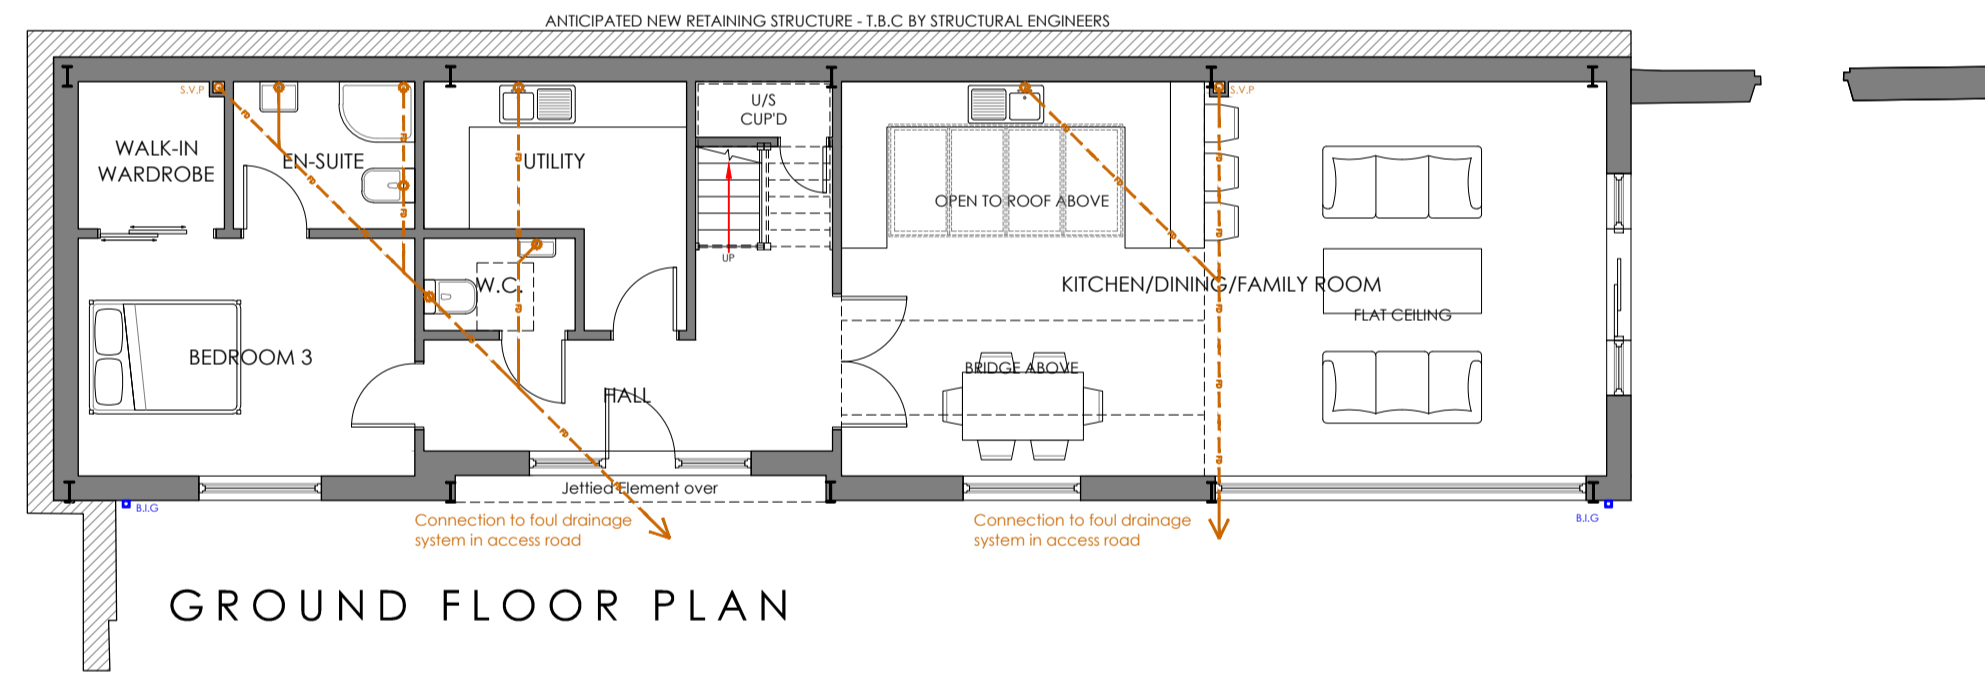 ANTICIPATED NEW RETAINING STRUCTURE - T.B.C BY STRUCTURAL ENGINEERS
S.V.P
S.V.P
U/S
CUP'D
WALK-IN
WARDROBE
EN-SUITE
UTILITY
OPEN TO ROOF ABOVE
UP
W.C.
KITCHEN/DINING/FAMILY ROOM
FLAT CEILING
BEDROOM 3
BRIDGE ABOVE
HALL
Jettied Element over
B.I.G
B.I.G
Connection to foul drainage
system in access road
Connection to foul drainage
system in access road
GROUND FLOOR PLAN